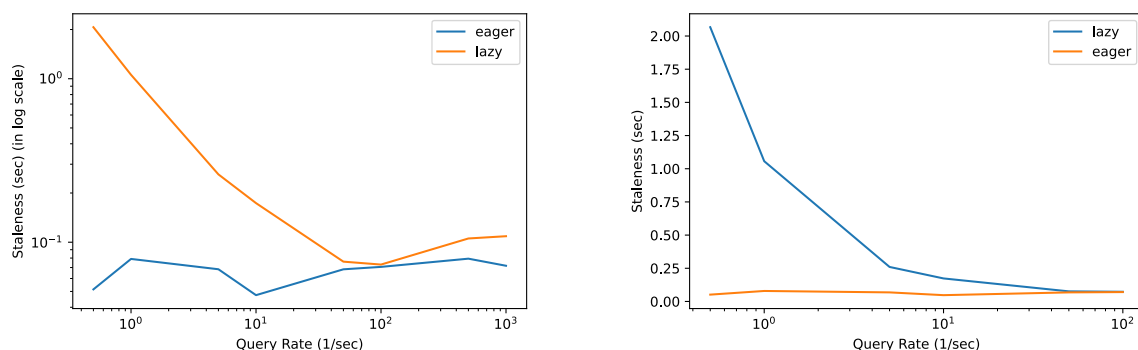 Staleness (sec) (in log scale)
10⁰
10⁻¹
10⁰
10¹
10²
10³
Query Rate (1/sec)
eager
lazy
Staleness (sec)
2.00
1.75
1.50
1.25
1.00
0.75
0.50
0.25
0.00
10⁰
10¹
10²
Query Rate (1/sec)
lazy
eager